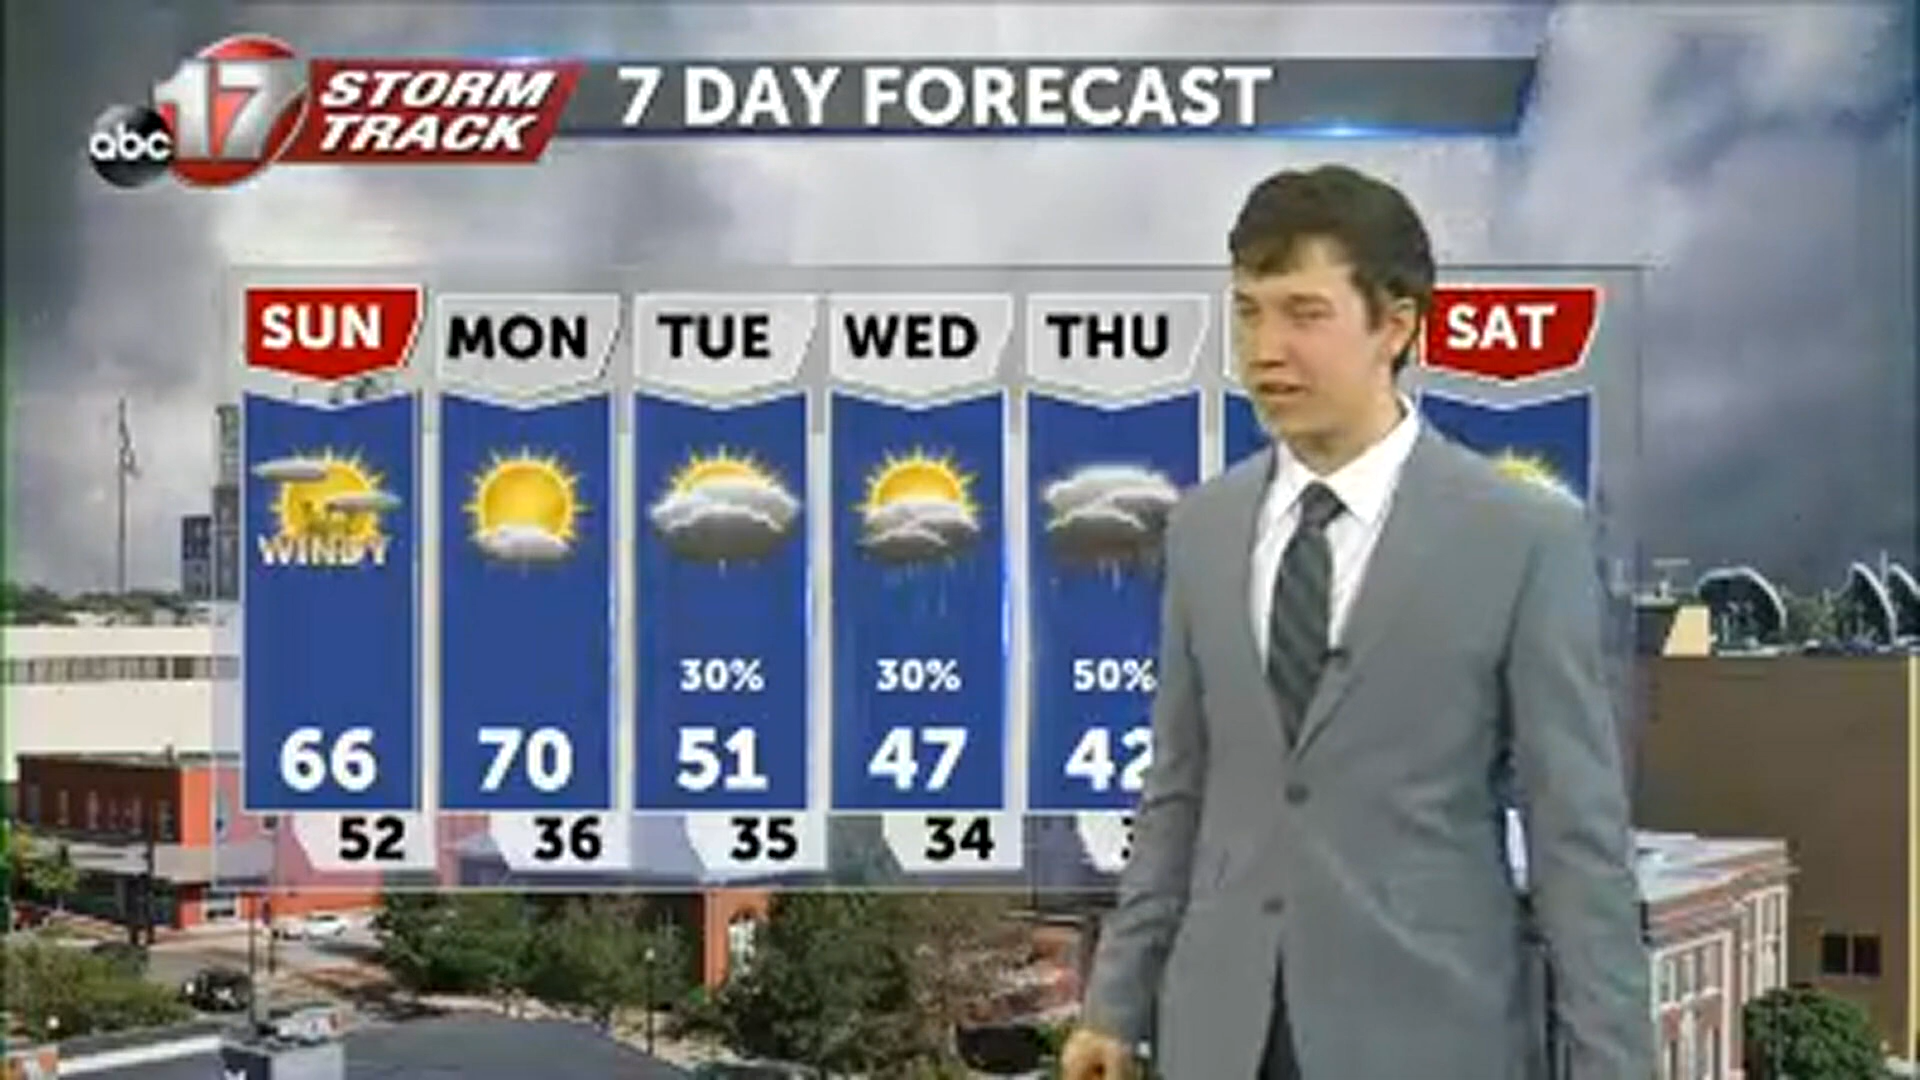 abc 17 STORM TRACK
7 DAY FORECAST
SUN MON TUE WED THU SAT
WINDY
30% 30% 50%
66 70 51 47 42
52 36 35 34